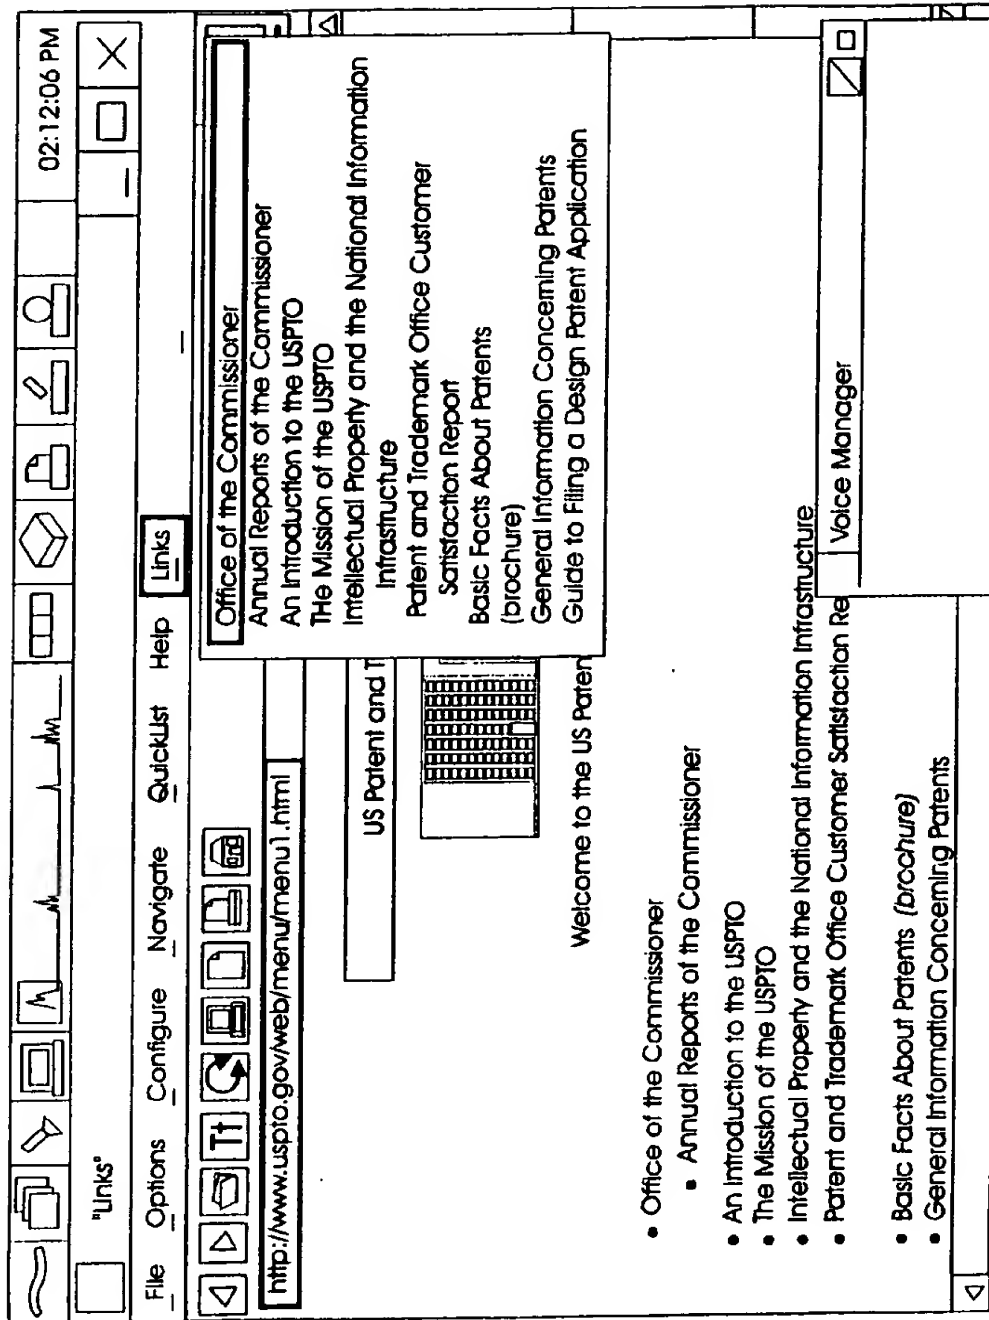 02:12:06 PM
"Links"
File Options Configure Navigate QuickList Help Links
http://www.uspto.gov/web/menu/menu1.html
Office of the Commissioner
Annual Reports of the Commissioner
An Introduction to the USPTO
THe Mission of the USPTO
Intellectual Property and the National Information
Infrastructure
Patent and Trademark Office Customer
Satisfaction Report
Basic Facts About Patents
(brochure)
General Information Concerning Patents
Guide to Filing a Design Patent Application
US Patent and T
Welcome to the US Paten
• Office of the Commissioner
• Annual Reports of the Commissioner
• An Introduction to the USPTO
• The Mission of the USPTO
• Intellectual Property and the National Information Infrastructure
• Patent and Trademark Office Customer Satisfaction Re
• Basic Facts About Patents (brochure)
• General Information Concerning Patents
Voice Manager